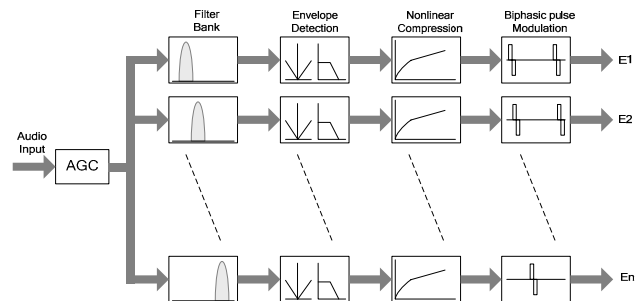 Filter
Bank
Envelope
Detection
Nonlinear
Compression
Biphasic pulse
Modulation
E1
E2
Audio
Input
AGC
En